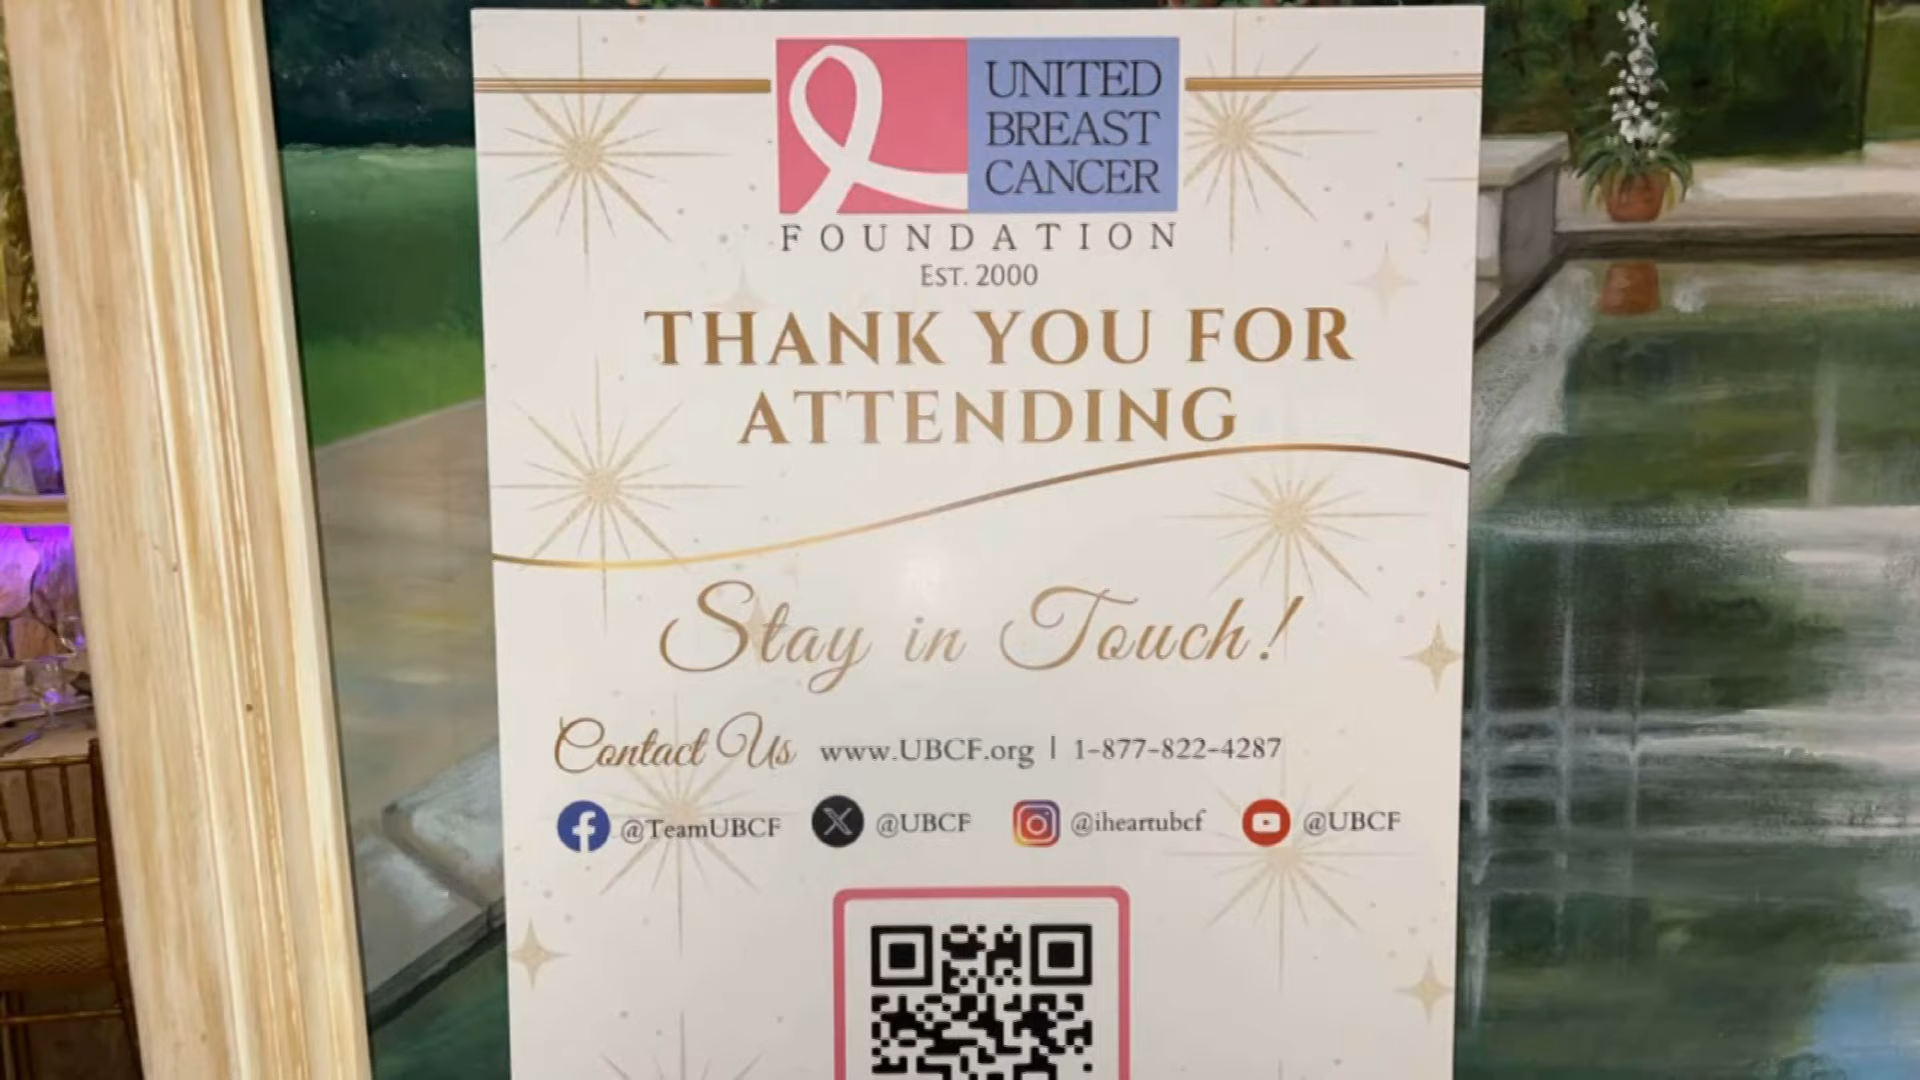 UNITED
BREAST
CANCER
FOUNDATION
EST. 2000
THANK YOU FOR
ATTENDING
Stay in Touch!
Contact Us www.UBCF.org | 1-877-822-4287
@TeamUBCF @UBCF @iheartubcf @UBCF